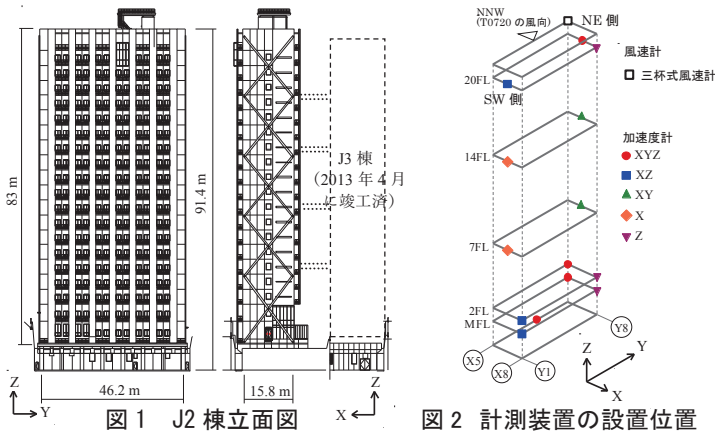 83 m
91.4 m
46.2 m
15.8 m
J3 棟
(2013 年 4 月
に竣工済)
Z
Y
Z
X
図 1 J2 棟立面図
NNW
(T0720 の風向)
NE 側
SW 側
20FL
14FL
7FL
2FL
MFL
X5
X8
Y1
Y8
Z
Y
X
風速計
三杯式風速計
加速度計
XYZ
XZ
XY
X
Z
図 2 計測装置の設置位置